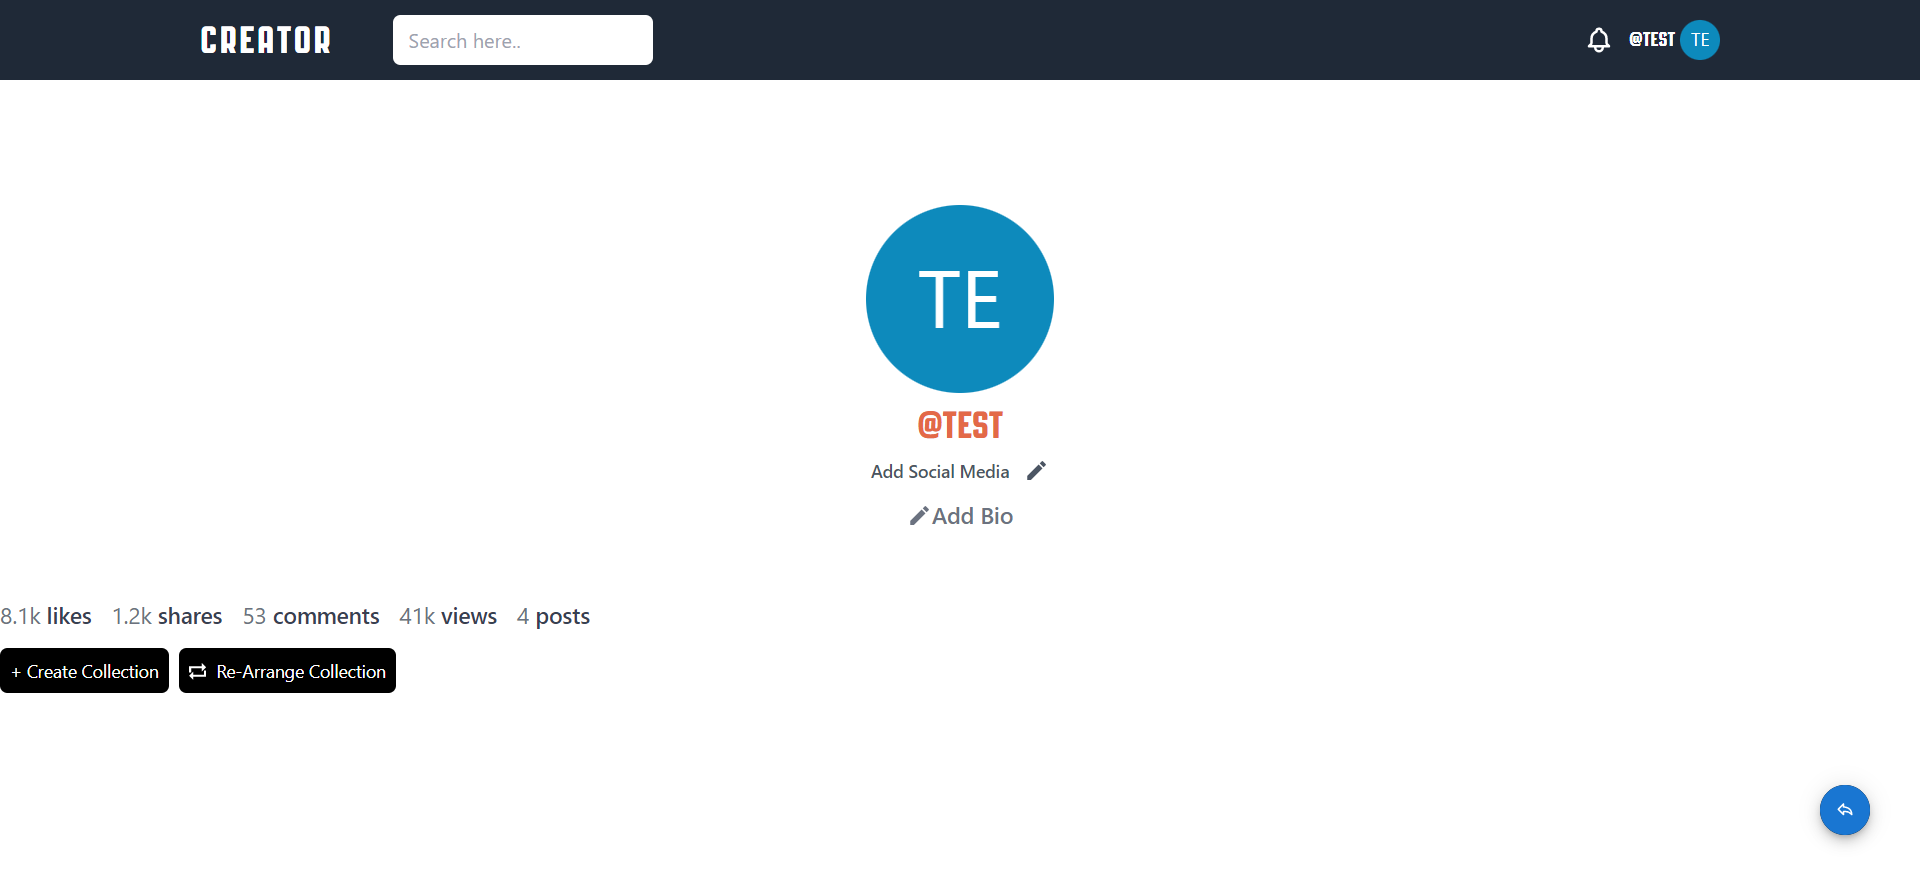 CREATOR
Search here..
@TEST TE
TE
@TEST
Add Social Media
Add Bio
8.1k likes 1.2k shares 53 comments 41k views 4 posts
+ Create Collection Re-Arrange Collection